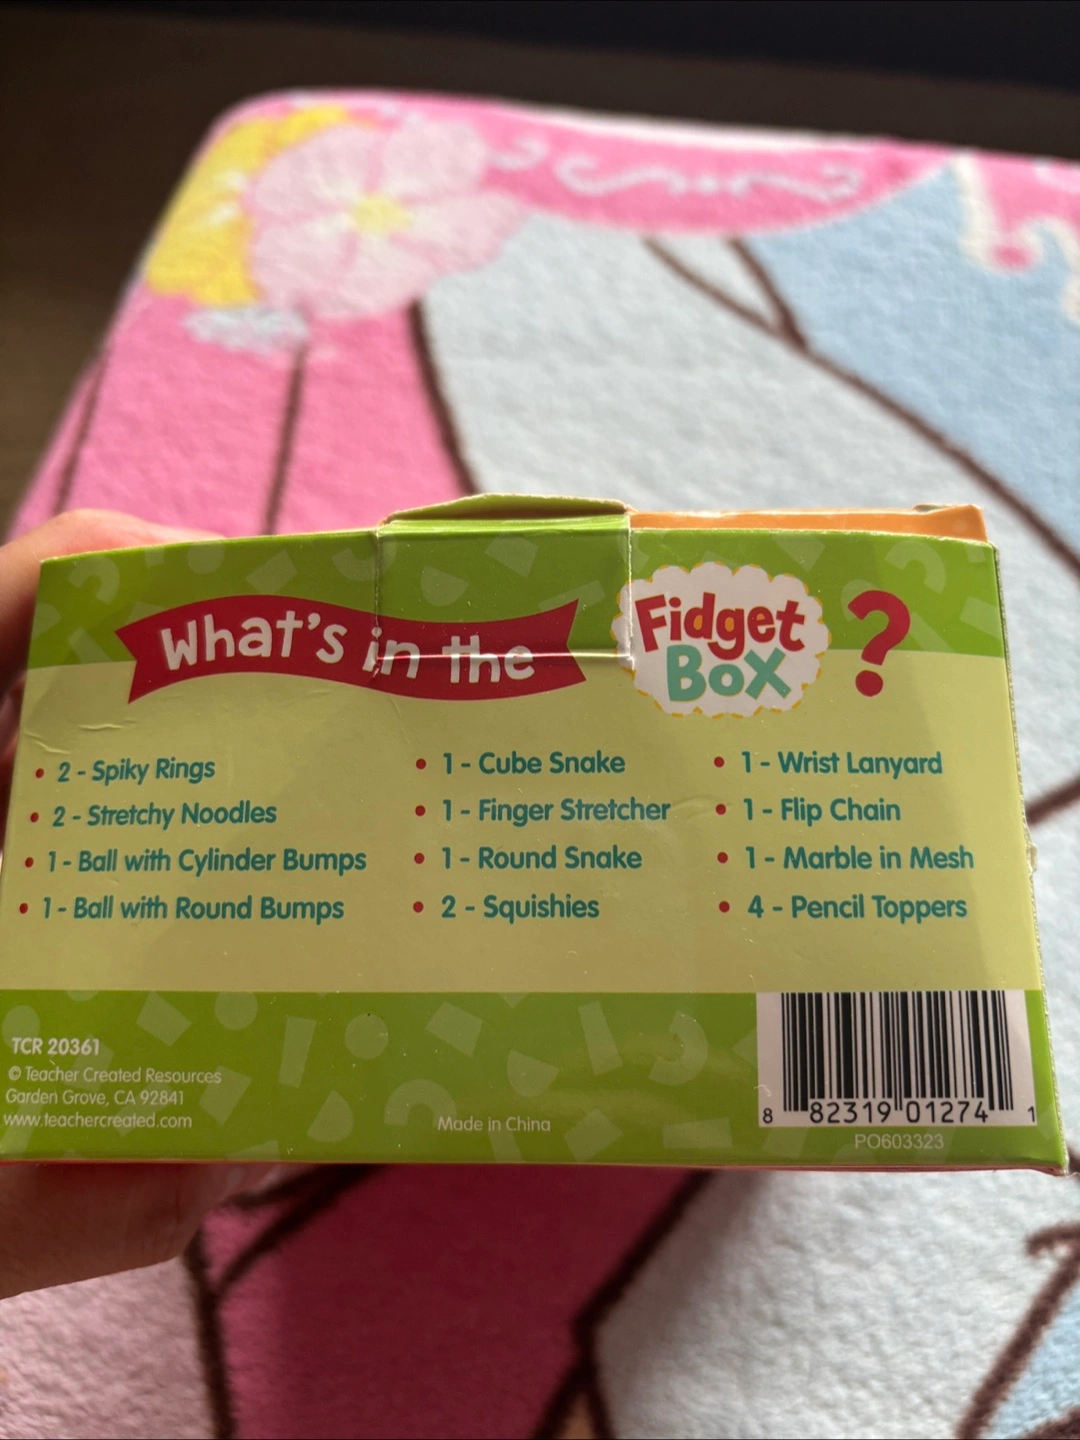 What's in the Fidget Box ?
• 2 - Spiky Rings
• 2 - Stretchy Noodles
• 1 - Ball with Cylinder Bumps
• 1 - Ball with Round Bumps
• 1 - Cube Snake
• 1 - Finger Stretcher
• 1 - Round Snake
• 2 - Squishies
• 1 - Wrist Lanyard
• 1 - Flip Chain
• 1 - Marble in Mesh
• 4 - Pencil Toppers
TCR 20361
© Teacher Created Resources
Garden Grove, CA 92841
www.teachercreated.com
Made in China
8 82319 01274 1
PO603323